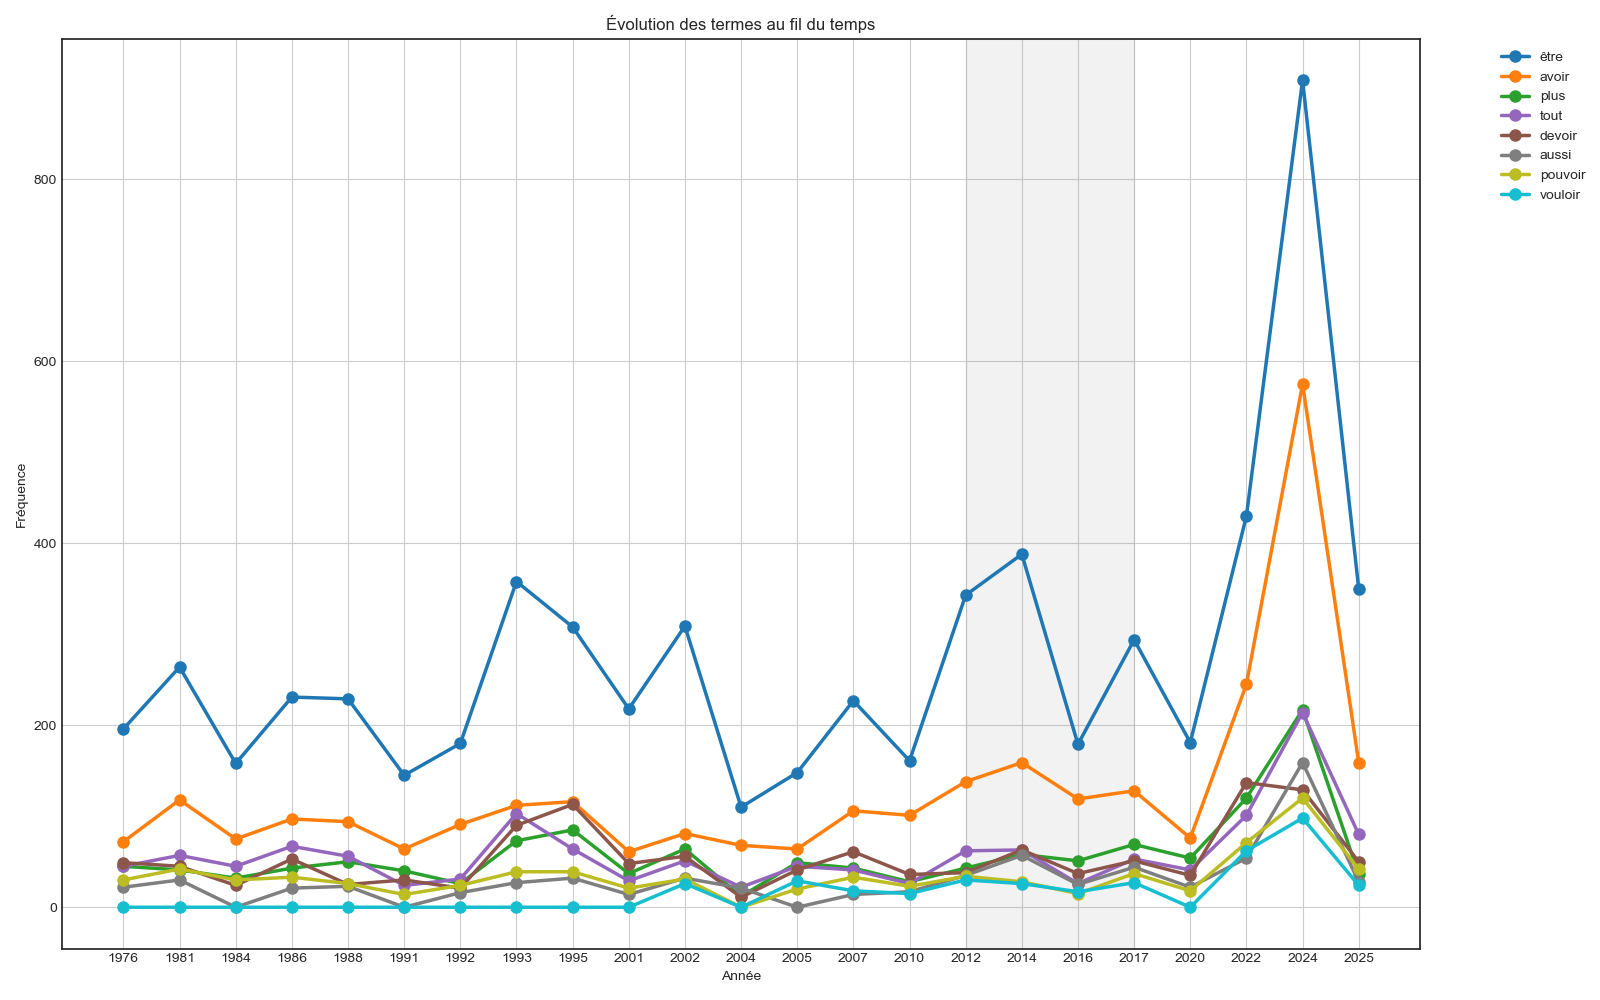 Évolution des termes au fil du temps
être
avoir
plus
tout
devoir
aussi
pouvoir
vouloir
Fréquence
800
600
400
200
0
1976 1981 1984 1986 1988 1991 1992 1993 1995 2001 2002 2004 2005 2007 2010 2012 2014 2016 2017 2020 2022 2024 2025
Année